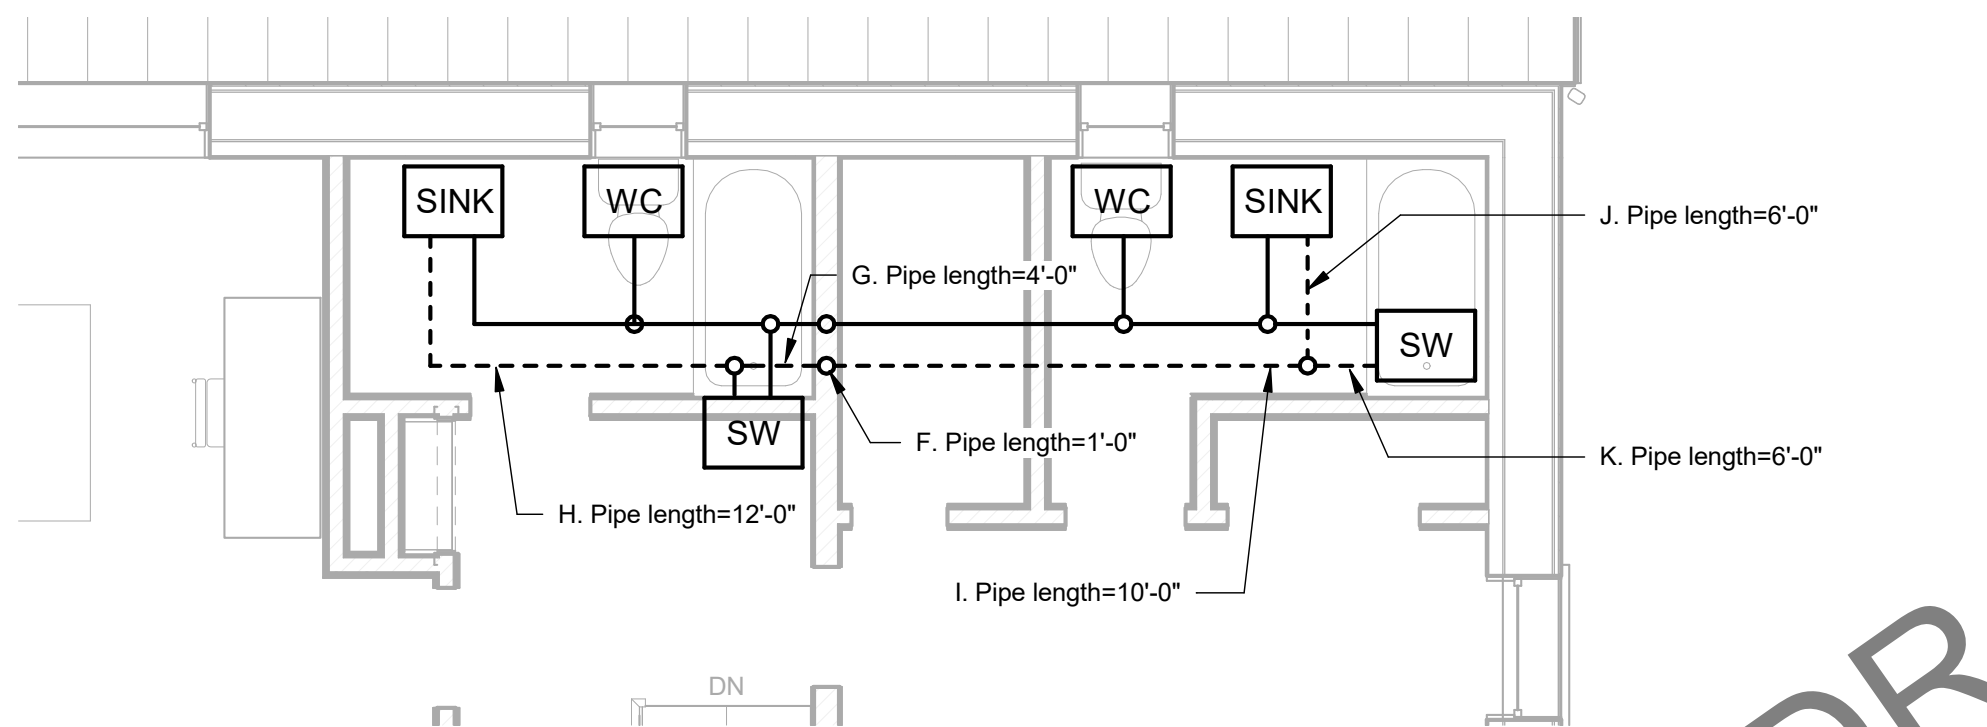 SINK
WC
WC
SINK
J. Pipe length=6'-0"
G. Pipe length=4'-0"
SW
SW
F. Pipe length=1'-0"
K. Pipe length=6'-0"
H. Pipe length=12'-0"
I. Pipe length=10'-0"
DN